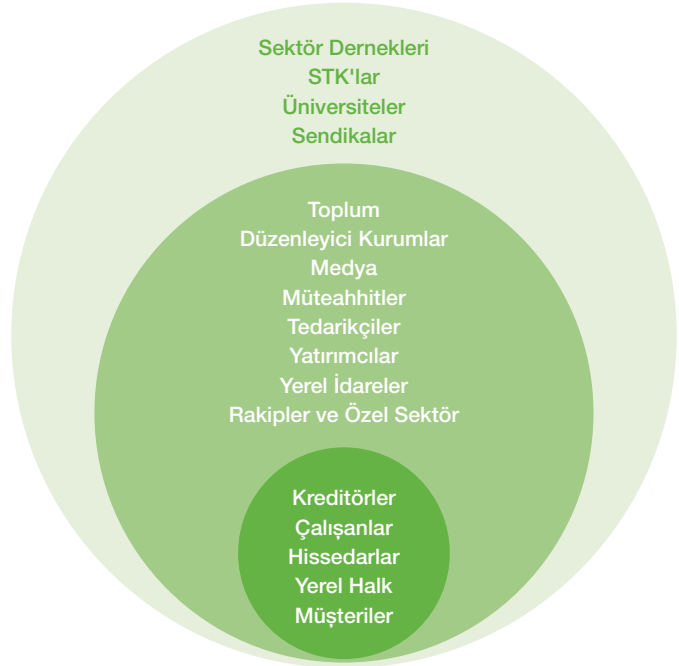 Sektör Dernekleri
STK'lar
Üniversiteler
Sendikalar
Toplum
Düzenleyici Kurumlar
Medya
Müteahhitler
Tedarikçiler
Yatırımcılar
Yerel İdareler
Rakipler ve Özel Sektör
Kreditörler
Çalışanlar
Hissedarlar
Yerel Halk
Müşteriler